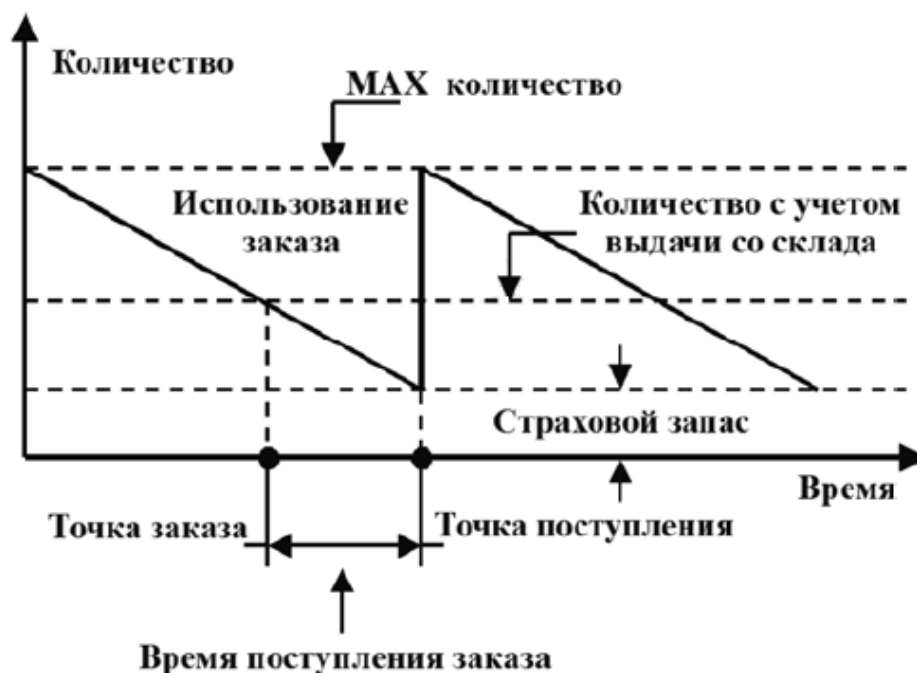 Количество
MAX количество
Использование
заказа
Количество с учетом
выдачи со склада
Страховой запас
Время
Точка заказа
Точка поступления
Время поступления заказа